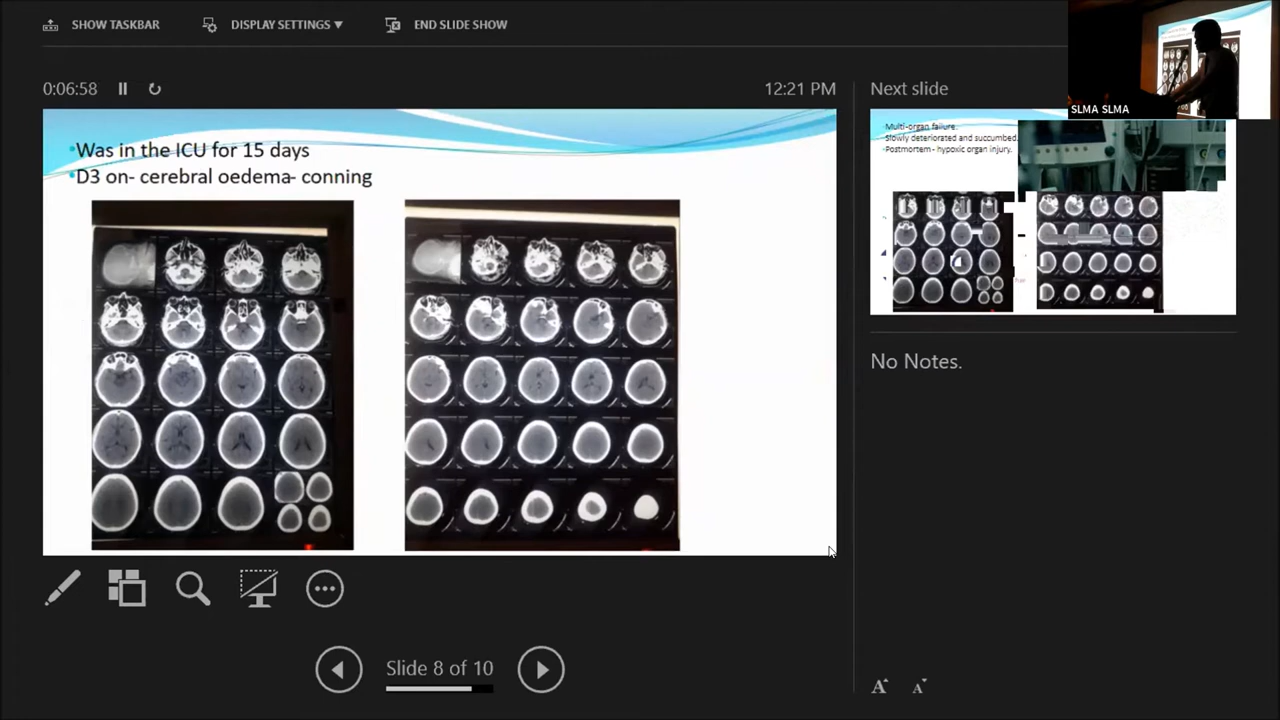 SHOW TASKBAR
DISPLAY SETTINGS ▼
END SLIDE SHOW
SLMA SLMA
0:06:58
12:21 PM
Next slide
•Was in the ICU for 15 days
•D3 on- cerebral oedema- conning
Multi-organ failure.
Slowly deteriorated and succumbed.
Postmortem - hypoxic organ injury.
No Notes.
Slide 8 of 10
A
A